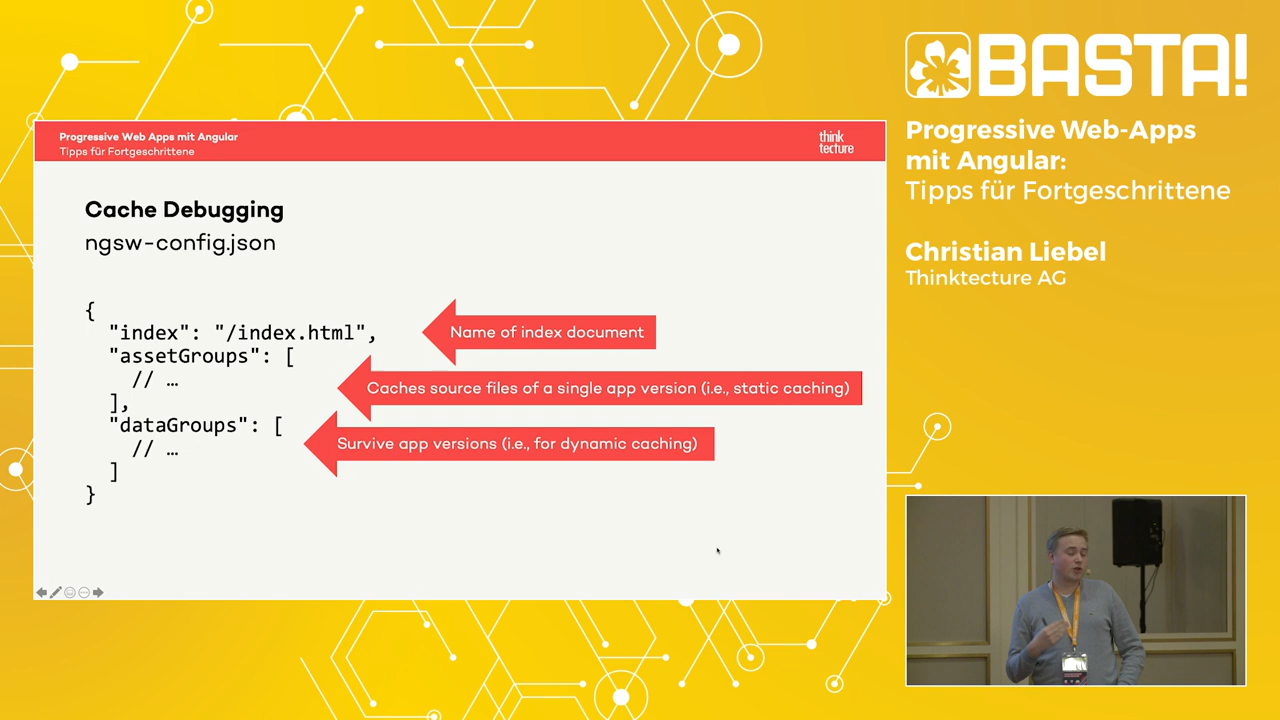 Progressive Web Apps mit Angular
Tipps für Fortgeschrittene
think
tecture
Cache Debugging
ngsw-config.json
{
"index": "/index.html",
Name of index document
"assetGroups": [
// …
Caches source files of a single app version (i.e., static caching)
],
"dataGroups": [
// …
Survive app versions (i.e., for dynamic caching)
]
}
BASTA!
Progressive Web-Apps
mit Angular:
Tipps für Fortgeschrittene
Christian Liebel
Thinktecture AG